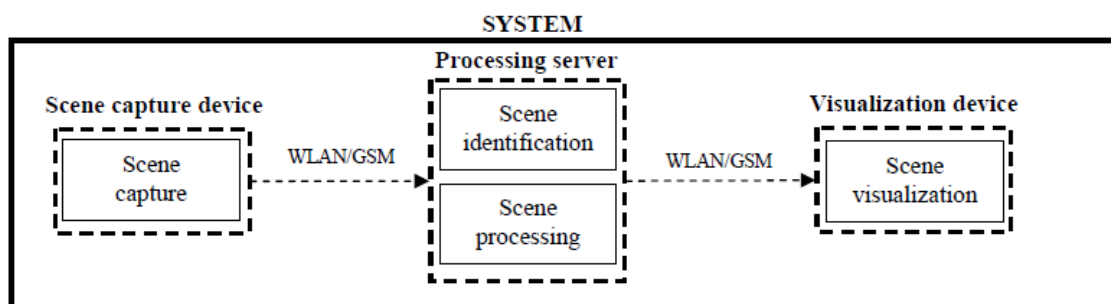 SYSTEM
Processing server
Scene capture device
Visualization device
Scene
identification
Scene
capture
WLAN/GSM
WLAN/GSM
Scene
visualization
Scene
processing